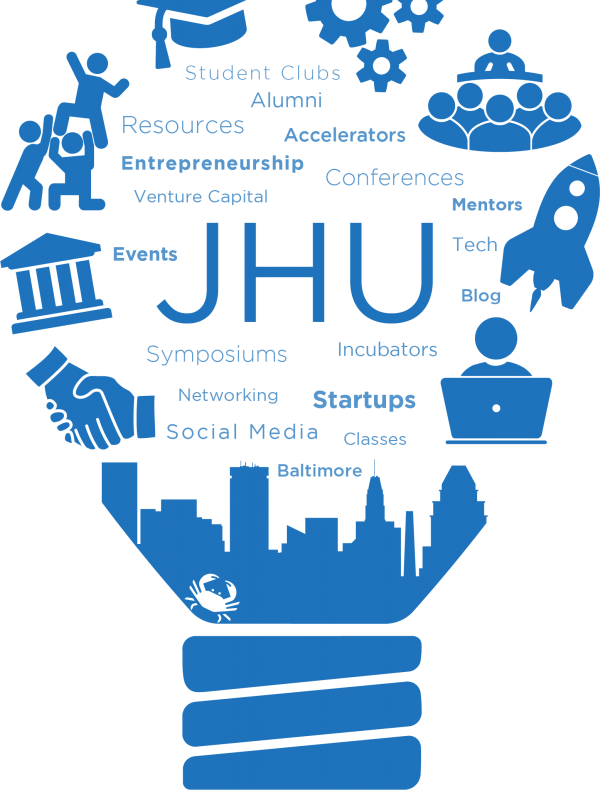 Student Clubs
Alumni
Resources
Accelerators
Entrepreneurship
Conferences
Venture Capital
Mentors
JHU
Tech
Events
Blog
Incubators
Symposiums
Networking
Startups
Social Media
Classes
Baltimore